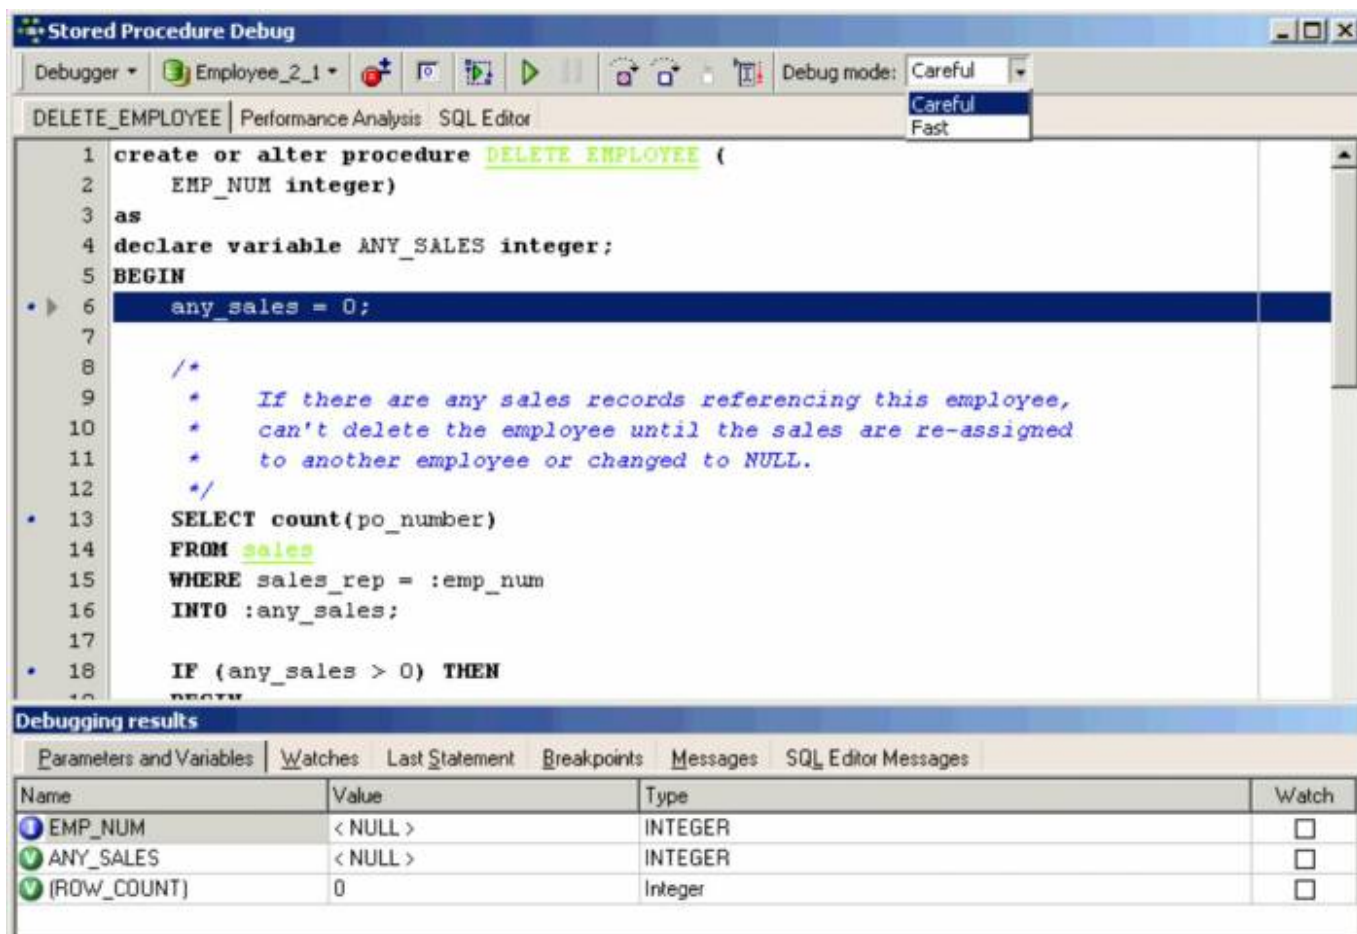 Stored Procedure Debug
Debugger Employee_2_1 Debug mode: Careful
Careful
Fast
DELETE_EMPLOYEE Performance Analysis SQL Editor
1 create or alter procedure DELETE_EMPLOYEE (
2 EMP_NUM integer)
3 as
4 declare variable ANY_SALES integer;
5 BEGIN
6 any_sales = 0;
7
8 /*
9 * If there are any sales records referencing this employee,
10 * can't delete the employee until the sales are re-assigned
11 * to another employee or changed to NULL.
12 */
13 SELECT count(po_number)
14 FROM sales
15 WHERE sales_rep = :emp_num
16 INTO :any_sales;
17
18 IF (any_sales > 0) THEN
19 BEGIN
Debugging results
Parameters and Variables Watches Last Statement Breakpoints Messages SQL Editor Messages
Name Value Type Watch
I EMP_NUM < NULL > INTEGER
V ANY_SALES < NULL > INTEGER
V (ROW_COUNT) 0 Integer